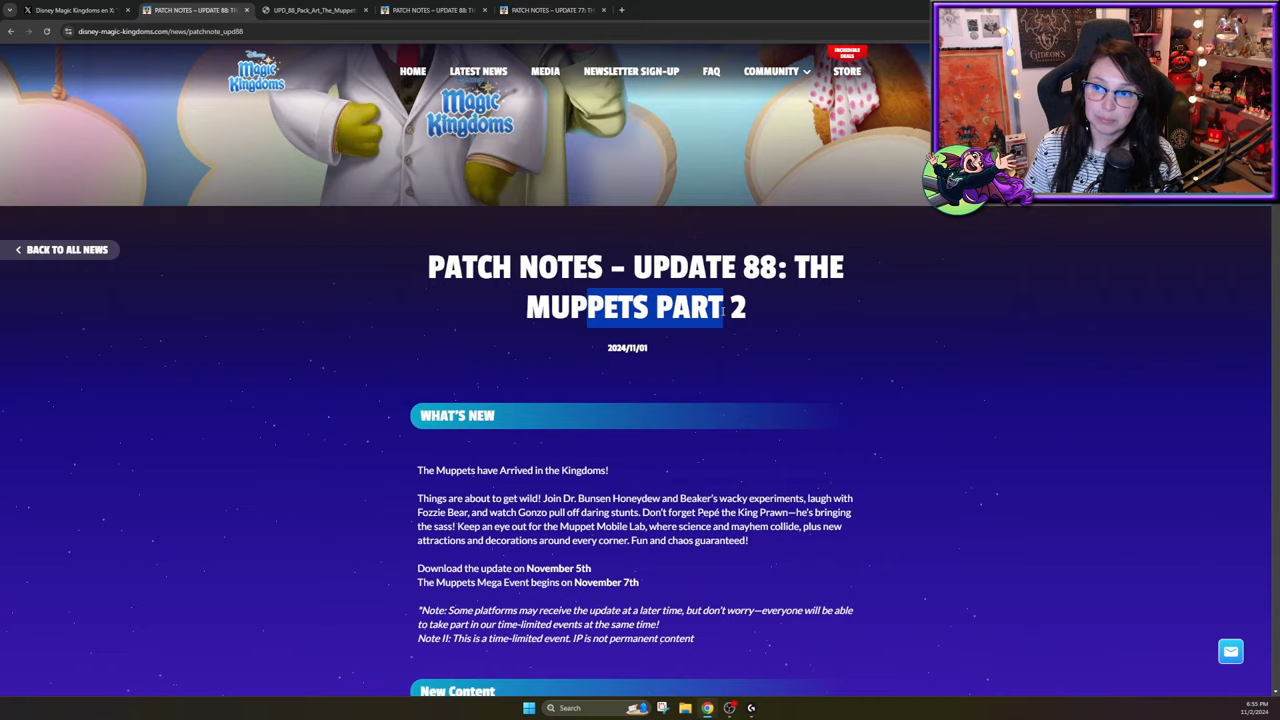 Disney Magic Kingdoms en X:
PATCH NOTES – UPDATE 88: TH
UPD_88_Pack_Art_The_Muppet
PATCH NOTES – UPDATE 88: TH
PATCH NOTES – UPDATE 77: TH
disney-magic-kingdoms.com/news/patchnote_upd88
Disney Magic Kingdoms
HOME
LATEST NEWS
MEDIA
NEWSLETTER SIGN-UP
FAQ
COMMUNITY
INCREDIBLE DEALS
STORE
Magic Kingdoms
GIDEON'S
BACK TO ALL NEWS
PATCH NOTES – UPDATE 88: THE
MUPPETS PART 2
2024/11/01
WHAT'S NEW
The Muppets have Arrived in the Kingdoms!
Things are about to get wild! Join Dr. Bunsen Honeydew and Beaker's wacky experiments, laugh with
Fozzie Bear, and watch Gonzo pull off daring stunts. Don't forget Pepé the King Prawn—he's bringing
the sass! Keep an eye out for the Muppet Mobile Lab, where science and mayhem collide, plus new
attractions and decorations around every corner. Fun and chaos guaranteed!
Download the update on November 5th
The Muppets Mega Event begins on November 7th
*Note: Some platforms may receive the update at a later time, but don't worry—everyone will be able
to take part in our time-limited events at the same time!
Note II: This is a time-limited event. IP is not permanent content
New Content
Search
6:55 PM
11/2/2024